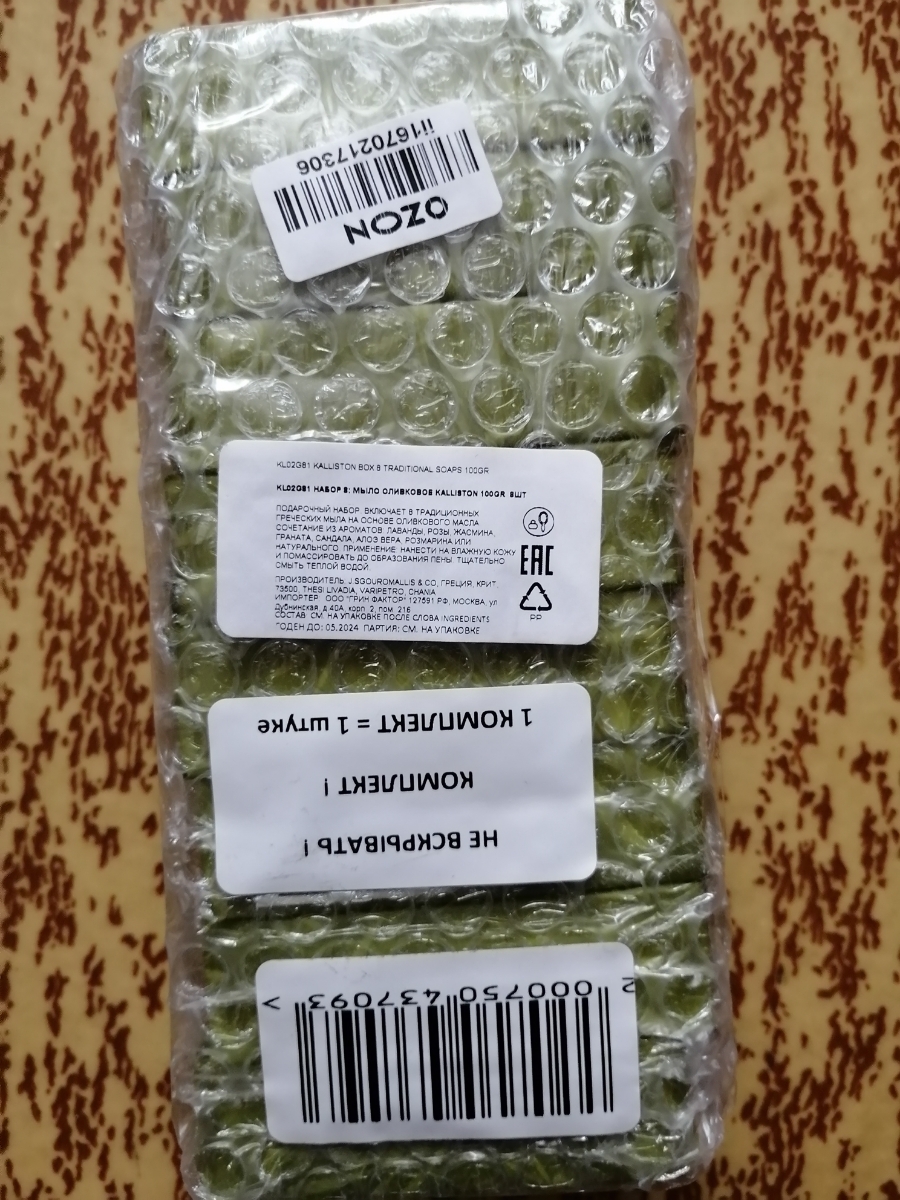 OZON
ii1670217306
KL02G81 KALLISTON BOX 8 TRADITIONAL SOAPS 100GR
KL02G81 НАБОР 8: МЫЛО ОЛИВКОВОЕ KALLISTON 100GR 8ШТ
ПОДАРОЧНЫЙ НАБОР. ВКЛЮЧАЕТ 8 ТРАДИЦИОННЫХ
ГРЕЧЕСКИХ МЫЛА НА ОСНОВЕ ОЛИВКОВОГО МАСЛА
СОЧЕТАНИЕ ИЗ АРОМАТОВ: ЛАВАНДЫ, РОЗЫ, ЖАСМИНА,
ГРАНАТА, САНДАЛА, АЛОЭ ВЕРА, РОЗМАРИНА ИЛИ
НАТУРАЛЬНОГО. ПРИМЕНЕНИЕ: НАНЕСТИ НА ВЛАЖНУЮ КОЖУ
И ПОМАССИРОВАТЬ ДО ОБРАЗОВАНИЯ ПЕНЫ. ТЩАТЕЛЬНО
СМЫТЬ ТЕПЛОЙ ВОДОЙ.
ПРОИЗВОДИТЕЛЬ: J.SGOUROMALLIS & CO, ГРЕЦИЯ, КРИТ,
73500, THESI LIVADIA, VARIPETRO, CHANIA
ИМПОРТЕР: ООО "ГРИН ФАКТОР" 127591 РФ, МОСКВА, ул
Дубнинская, д 40А, корп. 2, пом. 216
СОСТАВ: СМ. НА УПАКОВКЕ ПОСЛЕ СЛОВА INGREDIENTS
ГОДЕН ДО: 05.2024 ПАРТИЯ: СМ. НА УПАКОВКЕ
EAC
PP
НЕ ВСКРЫВАТЬ !
КОМПЛЕКТ !
1 КОМПЛЕКТ = 1 штуке
2 000750 437093 >